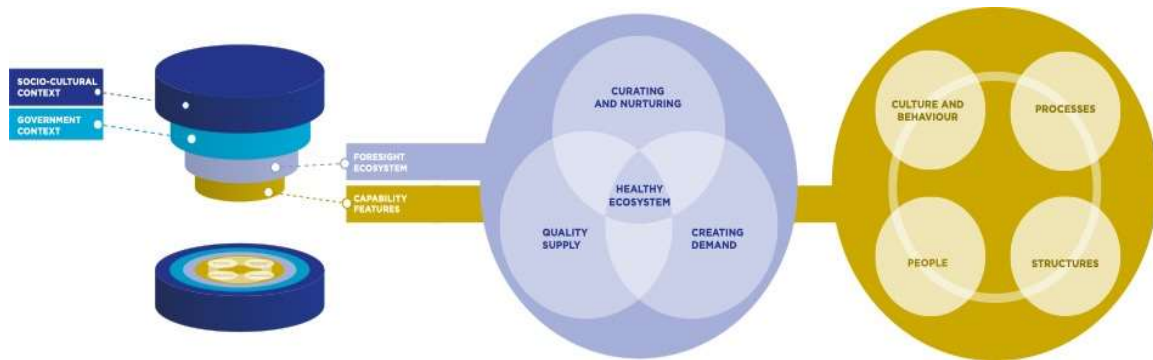 SOCIO-CULTURAL
CONTEXT
GOVERNMENT
CONTEXT
FORESIGHT
ECOSYSTEM
CAPABILITY
FEATURES
CURATING
AND NURTURING
HEALTHY
ECOSYSTEM
QUALITY
SUPPLY
CREATING
DEMAND
CULTURE AND
BEHAVIOUR
PROCESSES
PEOPLE
STRUCTURES